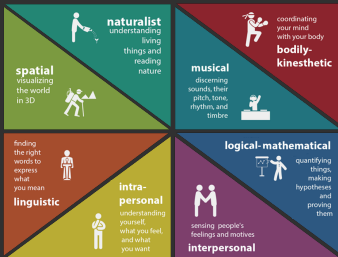 naturalist
understanding
living
things and
reading
nature
spatial
visualizing
the world
in 3D
coordinating
your mind
with your body
bodily-
kinesthetic
musical
discerning
sounds, their
pitch, tone,
rhythm, and
timbre
finding
the right
words to
express
what
you mean
linguistic
intra-
personal
understanding
yourself,
what you feel,
and what
you want
logical-mathematical
quantifying
things,
making
hypotheses
and
proving
them
sensing people's
feelings and motives
interpersonal